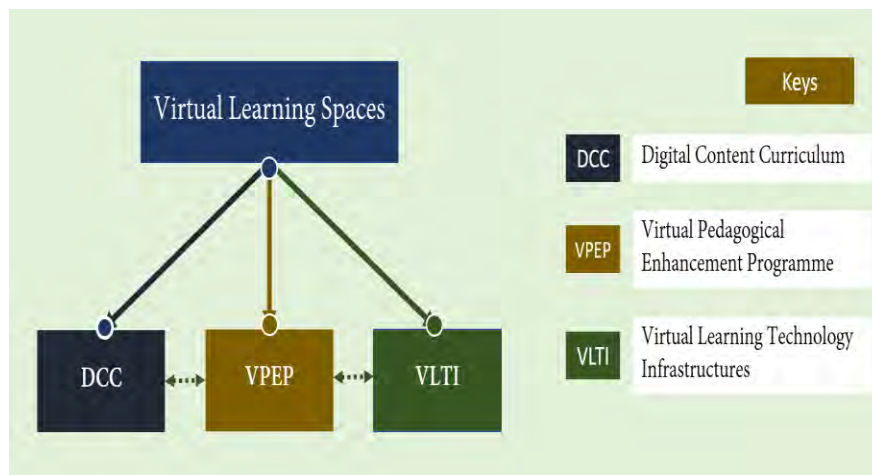 Virtual Learning Spaces
DCC
VPEP
VLTI
Keys
DCC
Digital Content Curriculum
VPEP
Virtual Pedagogical
Enhancement Programme
VLTI
Virtual Learning Technology
Infrastructures